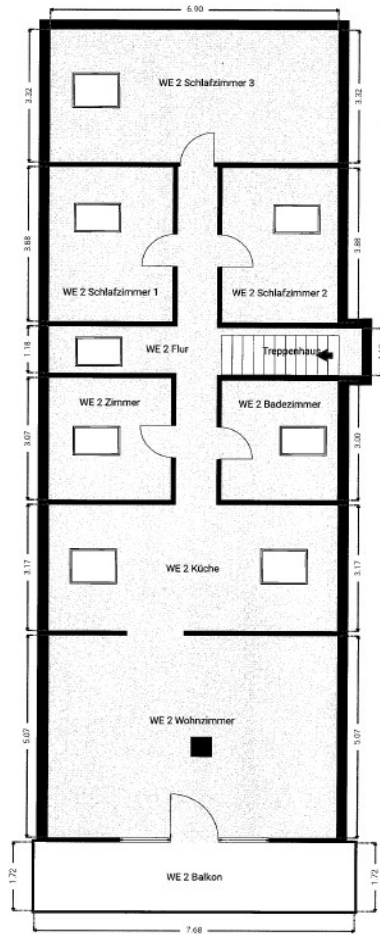 6.90
3.32
WE 2 Schlafzimmer 3
3.32
3.88
3.88
WE 2 Schlafzimmer 1
WE 2 Schlafzimmer 2
1.18
WE 2 Flur
Treppenhaus
WE 2 Zimmer
WE 2 Badezimmer
3.07
3.00
3.17
WE 2 Küche
3.17
5.07
WE 2 Wohnzimmer
5.07
1.72
WE 2 Balkon
1.72
7.68